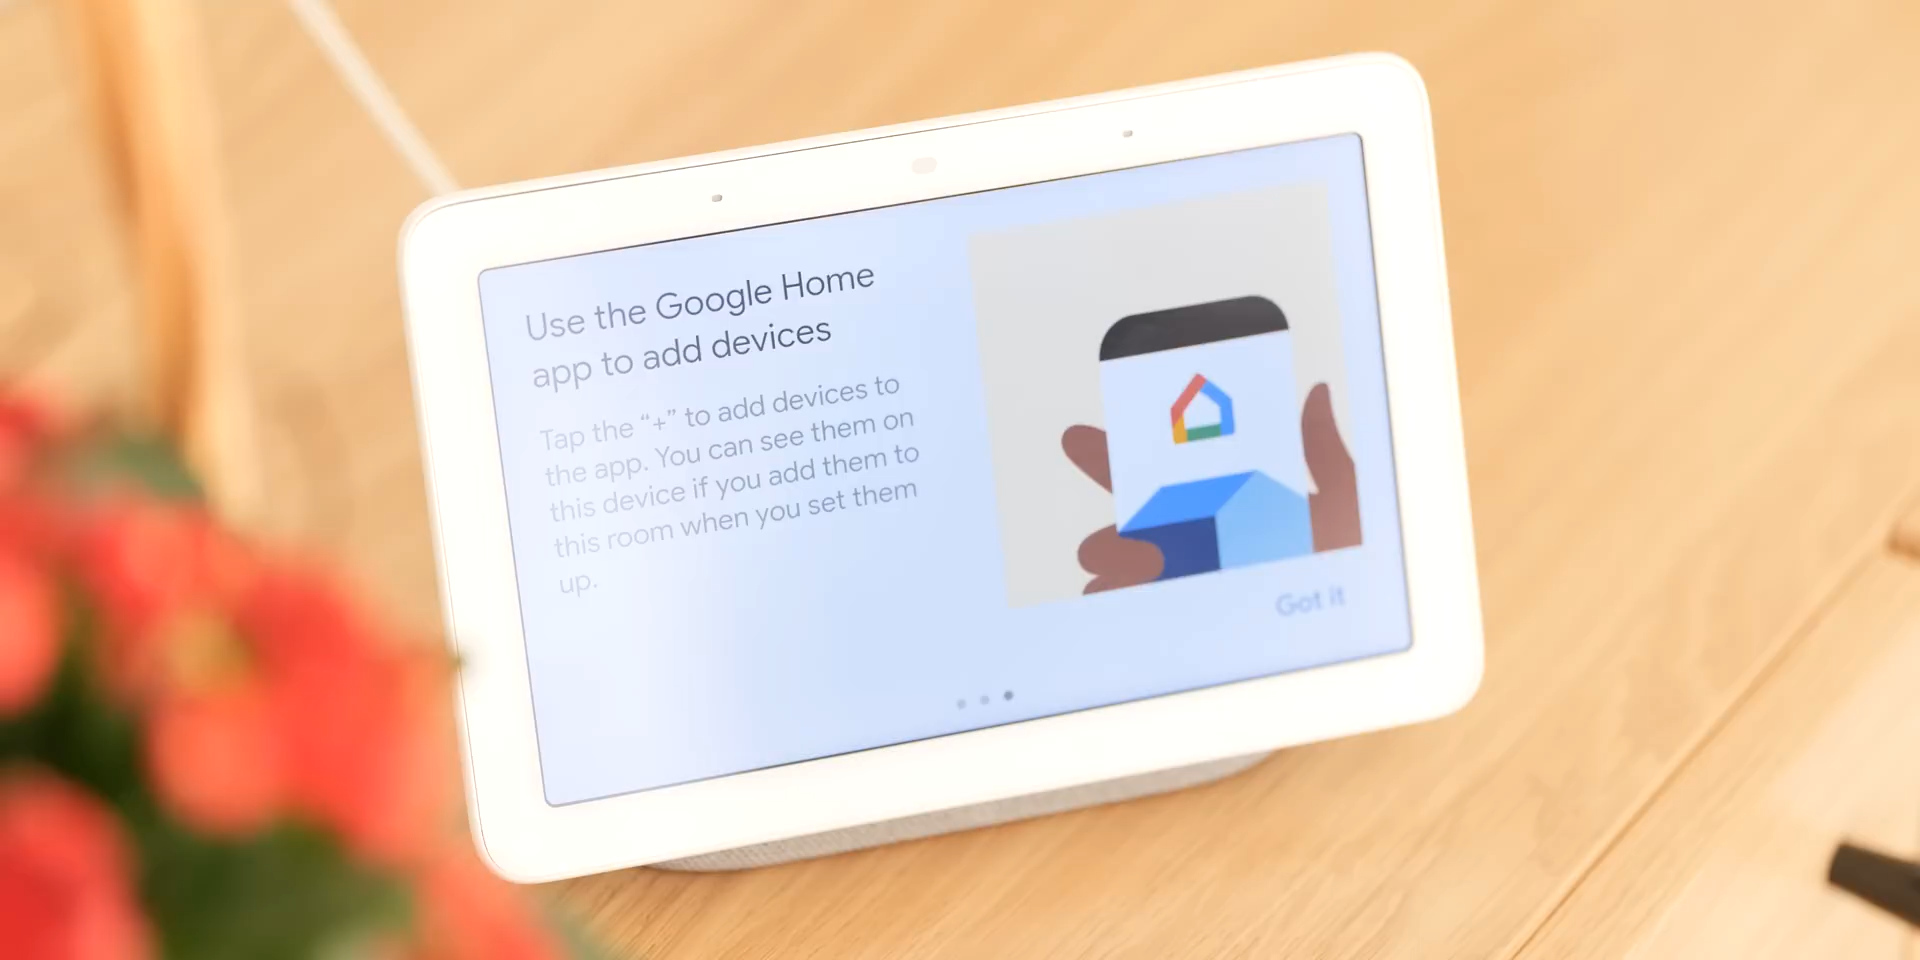 Use the Google Home
app to add devices
Tap the “+” to add devices to
the app. You can see them on
this device if you add them to
this room when you set them
up.
Got it